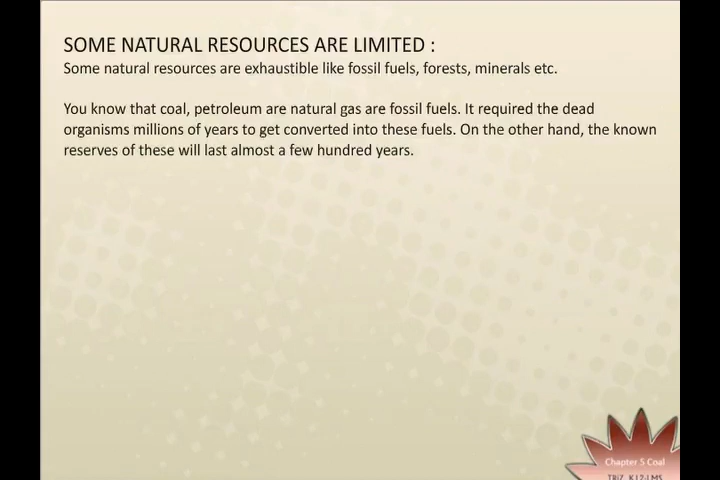 SOME NATURAL RESOURCES ARE LIMITED :
Some natural resources are exhaustible like fossil fuels, forests, minerals etc.
You know that coal, petroleum are natural gas are fossil fuels. It required the dead
organisms millions of years to get converted into these fuels. On the other hand, the known
reserves of these will last almost a few hundred years.
Chapter 5 Coal